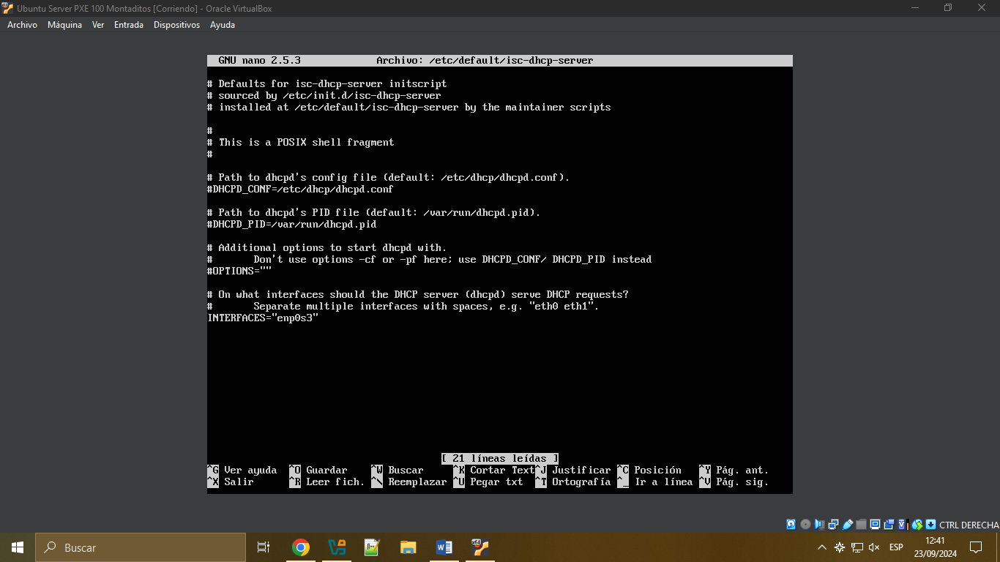 Ubuntu Server PXE 100 Montaditos [Corriendo] - Oracle VirtualBox
Archivo Máquina Ver Entrada Dispositivos Ayuda
GNU nano 2.5.3 Archivo: /etc/default/isc-dhcp-server
# Defaults for isc-dhcp-server initscript
# sourced by /etc/init.d/isc-dhcp-server
# installed at /etc/default/isc-dhcp-server by the maintainer scripts
#
# This is a POSIX shell fragment
#
# Path to dhcpd's config file (default: /etc/dhcp/dhcpd.conf).
#DHCPD_CONF=/etc/dhcp/dhcpd.conf
# Path to dhcpd's PID file (default: /var/run/dhcpd.pid).
#DHCPD_PID=/var/run/dhcpd.pid
# Additional options to start dhcpd with.
# Don't use options -cf or -pf here; use DHCPD_CONF/ DHCPD_PID instead
#OPTIONS=""
# On what interfaces should the DHCP server (dhcpd) serve DHCP requests?
# Separate multiple interfaces with spaces, e.g. "eth0 eth1".
INTERFACES="enp0s3"
[ 21 líneas leídas ]
^G Ver ayuda ^O Guardar ^W Buscar ^K Cortar Text ^J Justificar ^C Posición ^Y Pág. ant.
^X Salir ^R Leer fich. ^\ Reemplazar ^U Pegar txt ^T Ortografía ^_ Ir a línea ^V Pág. sig.
CTRL DERECHA
Buscar
ESP
12:41
23/09/2024